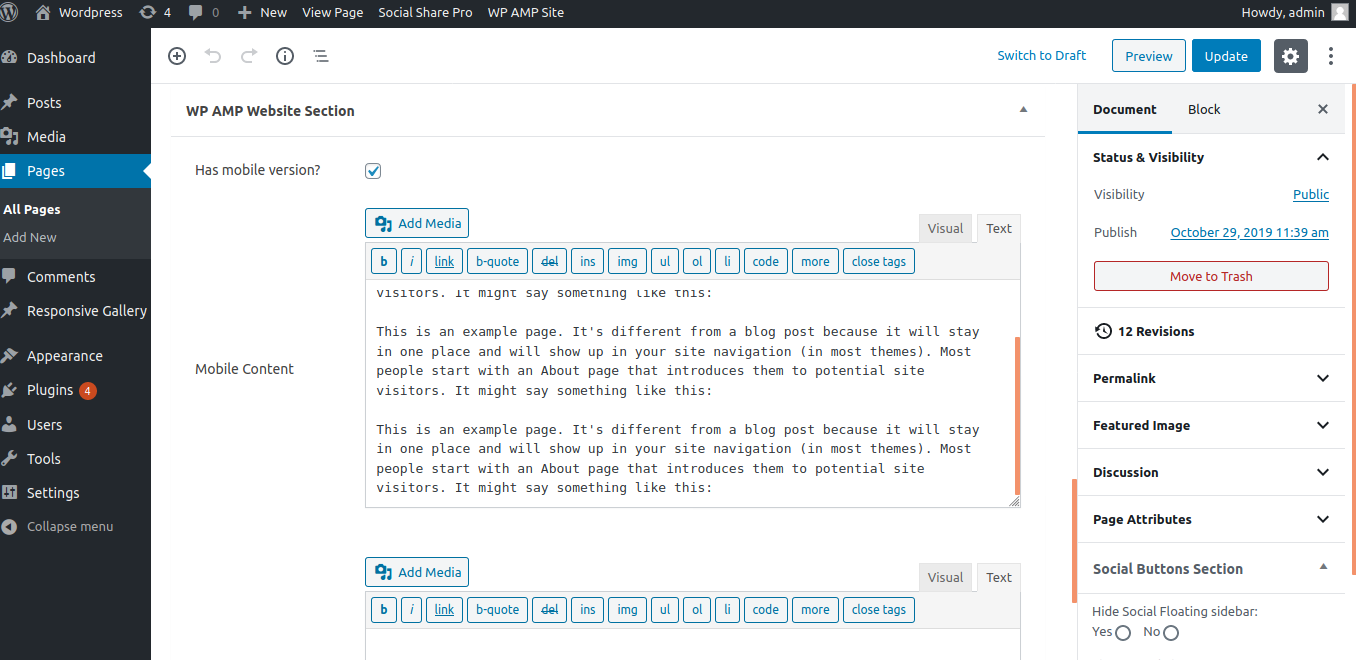 Wordpress 4 0 New View Page Social Share Pro WP AMP Site Howdy, admin
Dashboard
Posts
Media
Pages
All Pages
Add New
Comments
Responsive Gallery
Appearance
Plugins 4
Users
Tools
Settings
Collapse menu
Switch to Draft Preview Update
WP AMP Website Section
Has mobile version?
Add Media
Visual Text
b i link b-quote del ins img ul ol li code more close tags
Mobile Content
visitors. It might say something like this:
This is an example page. It's different from a blog post because it will stay
in one place and will show up in your site navigation (in most themes). Most
people start with an About page that introduces them to potential site
visitors. It might say something like this:
This is an example page. It's different from a blog post because it will stay
in one place and will show up in your site navigation (in most themes). Most
people start with an About page that introduces them to potential site
visitors. It might say something like this:
Add Media
Visual Text
b i link b-quote del ins img ul ol li code more close tags
Document Block
Status & Visibility
Visibility Public
Publish October 29, 2019 11:39 am
Move to Trash
12 Revisions
Permalink
Featured Image
Discussion
Page Attributes
Social Buttons Section
Hide Social Floating sidebar:
Yes No